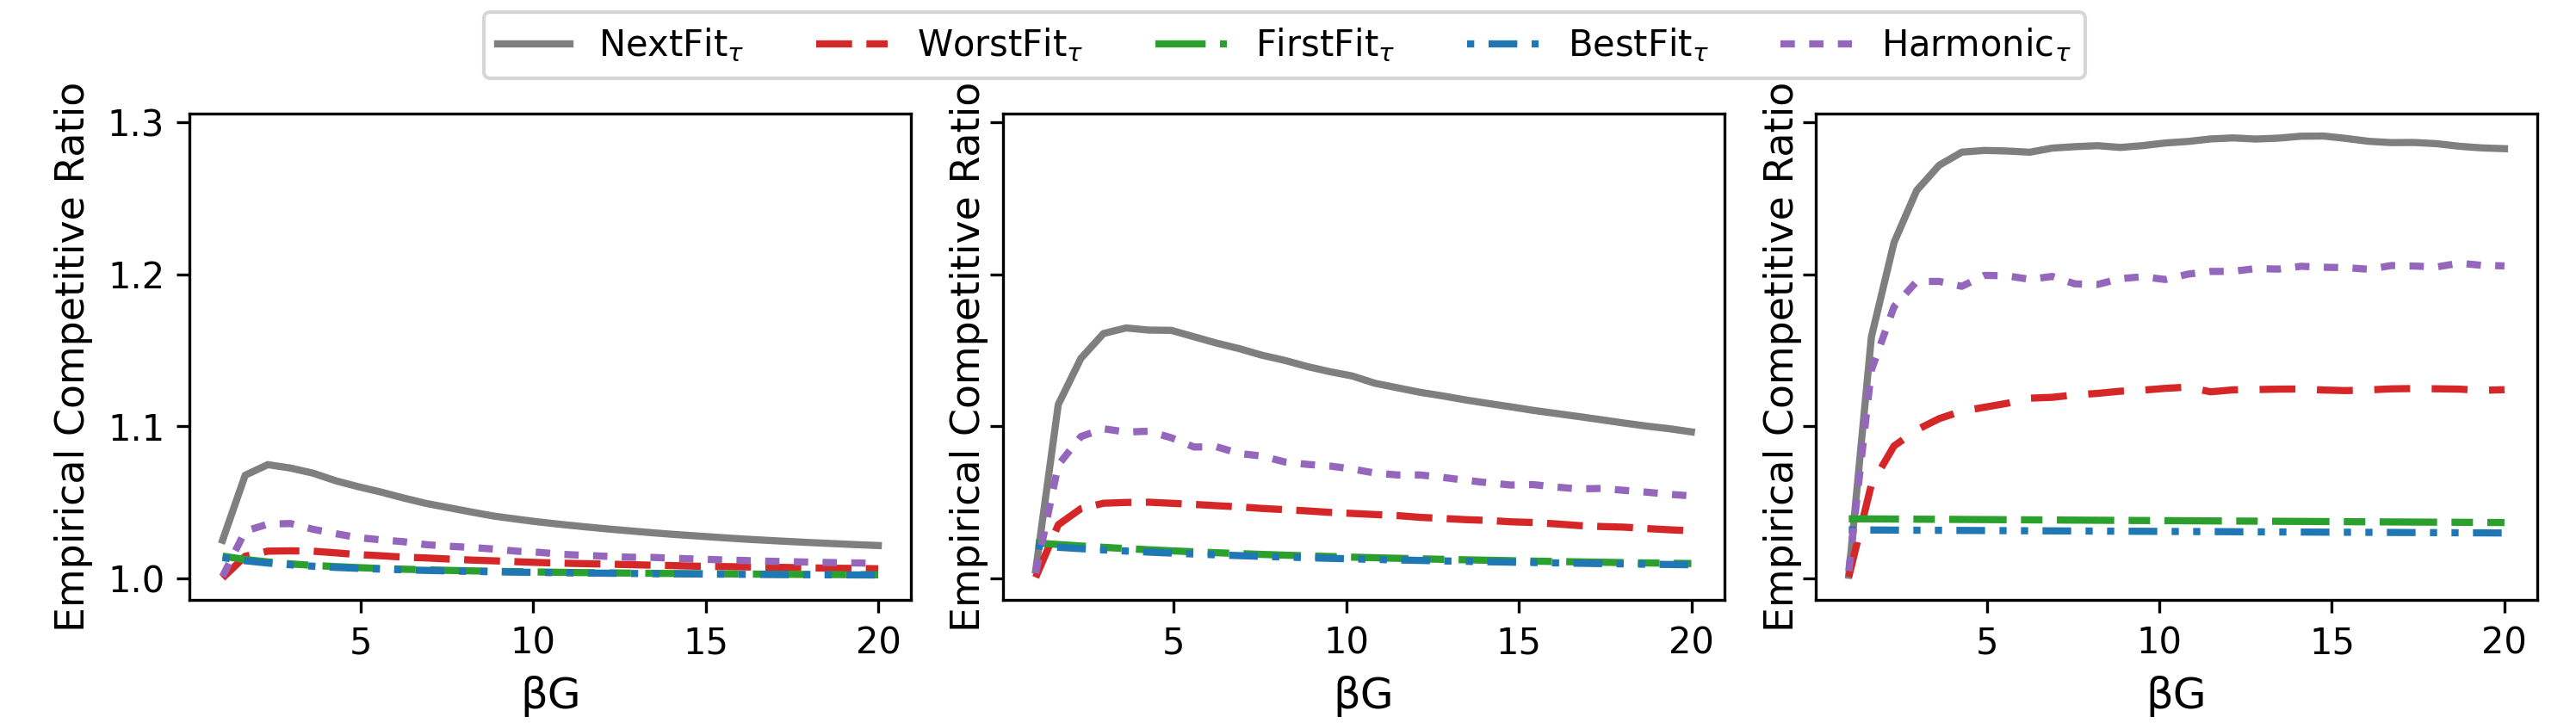 NextFitτ WorstFitτ FirstFitτ BestFitτ Harmonicτ
Empirical Competitive Ratio
1.3
1.2
1.1
1.0
5 10 15 20
βG
Empirical Competitive Ratio
5 10 15 20
βG
Empirical Competitive Ratio
5 10 15 20
βG